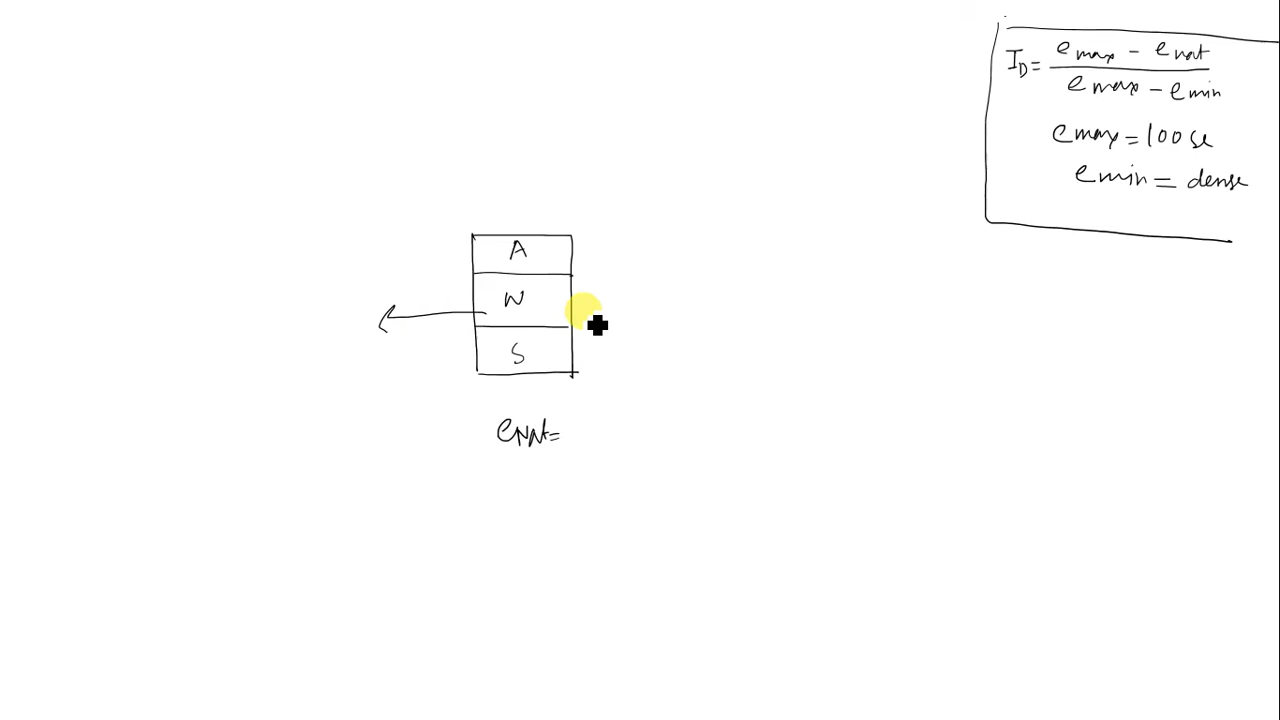 I_D = (e_max - e_nat) / (e_max - e_min)
e_max = loose
e_min = dense
A
W
S
e_nat =